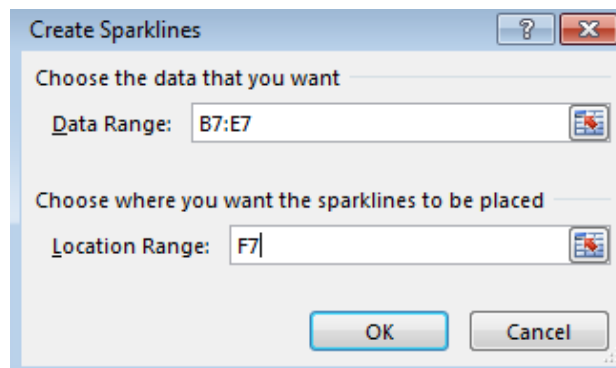 Create Sparklines ?
Choose the data that you want
Data Range: B7:E7
Choose where you want the sparklines to be placed
Location Range: F7
OK Cancel